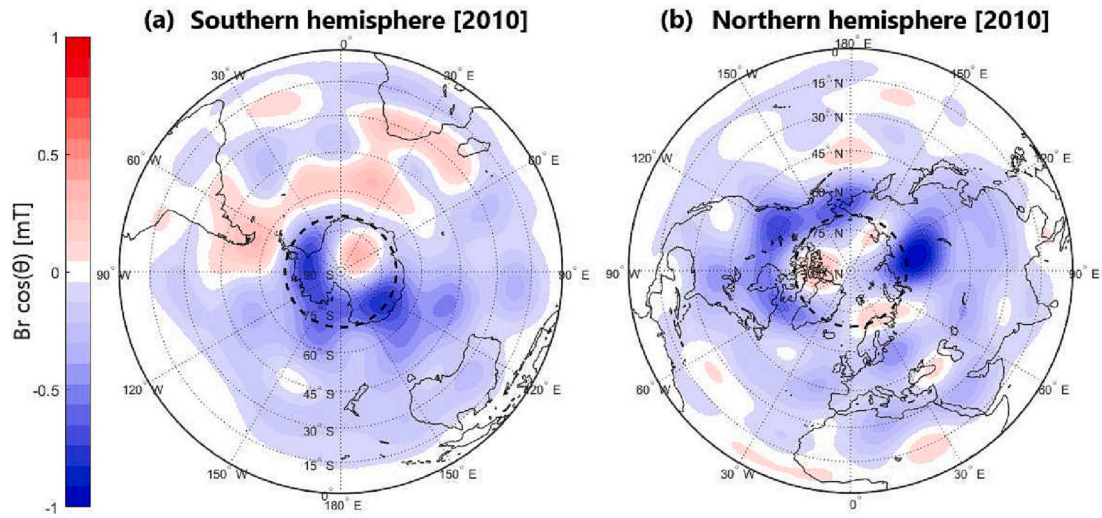 (a) Southern hemisphere [2010]
(b) Northern hemisphere [2010]
Br cos(θ) [mT]
1
0.5
0
-0.5
-1
0°
30° W
30° E
60° W
60° E
90° W
90° E
120° W
120° E
150° W
150° E
180° E
90° S
75° S
60° S
45° S
30° S
15° S
0°
180° E
0°
150° E
15° N
30° N
120° E
45° N
75° N
90° E
60° W
60° E
30° W
30° E
0°